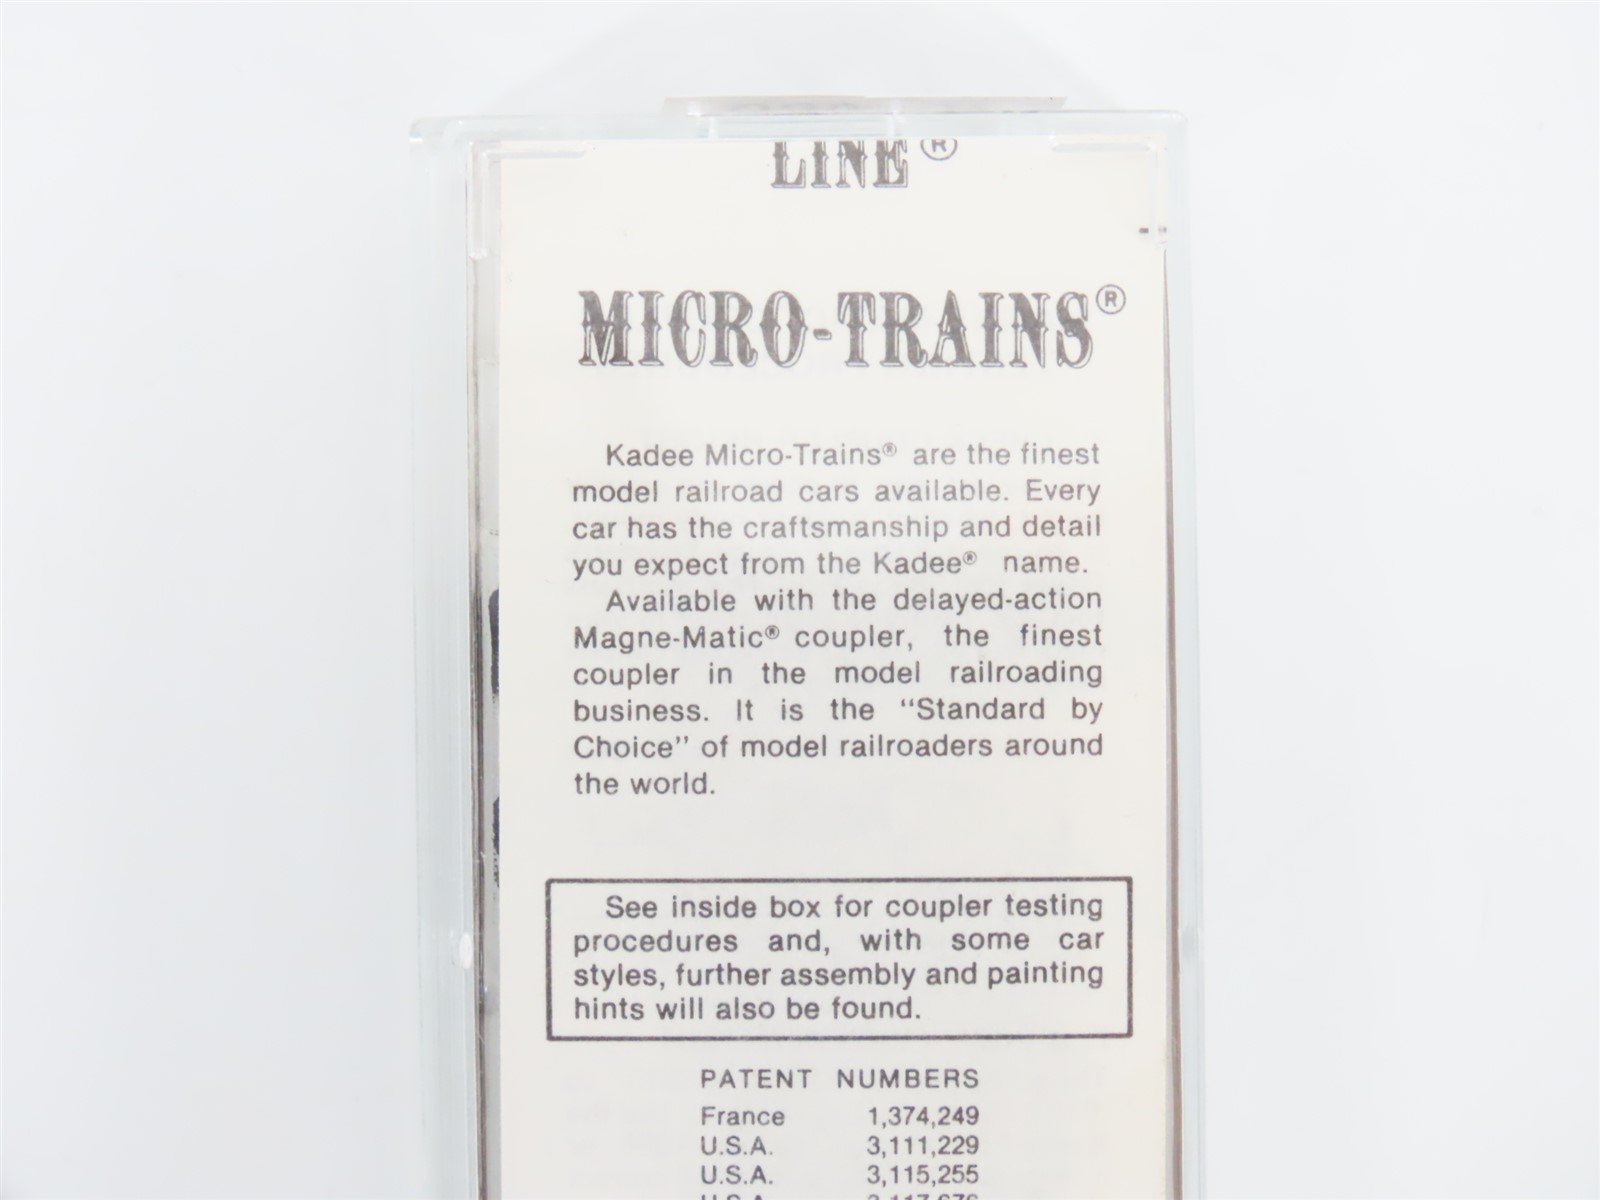 LINE®
MICRO-TRAINS®
Kadee Micro-Trains® are the finest
model railroad cars available. Every
car has the craftsmanship and detail
you expect from the Kadee® name.
Available with the delayed-action
Magne-Matic® coupler, the finest
coupler in the model railroading
business. It is the "Standard by
Choice" of model railroaders around
the world.
See inside box for coupler testing
procedures and, with some car
styles, further assembly and painting
hints will also be found.
PATENT NUMBERS
France 1,374,249
U.S.A. 3,111,229
U.S.A. 3,115,255